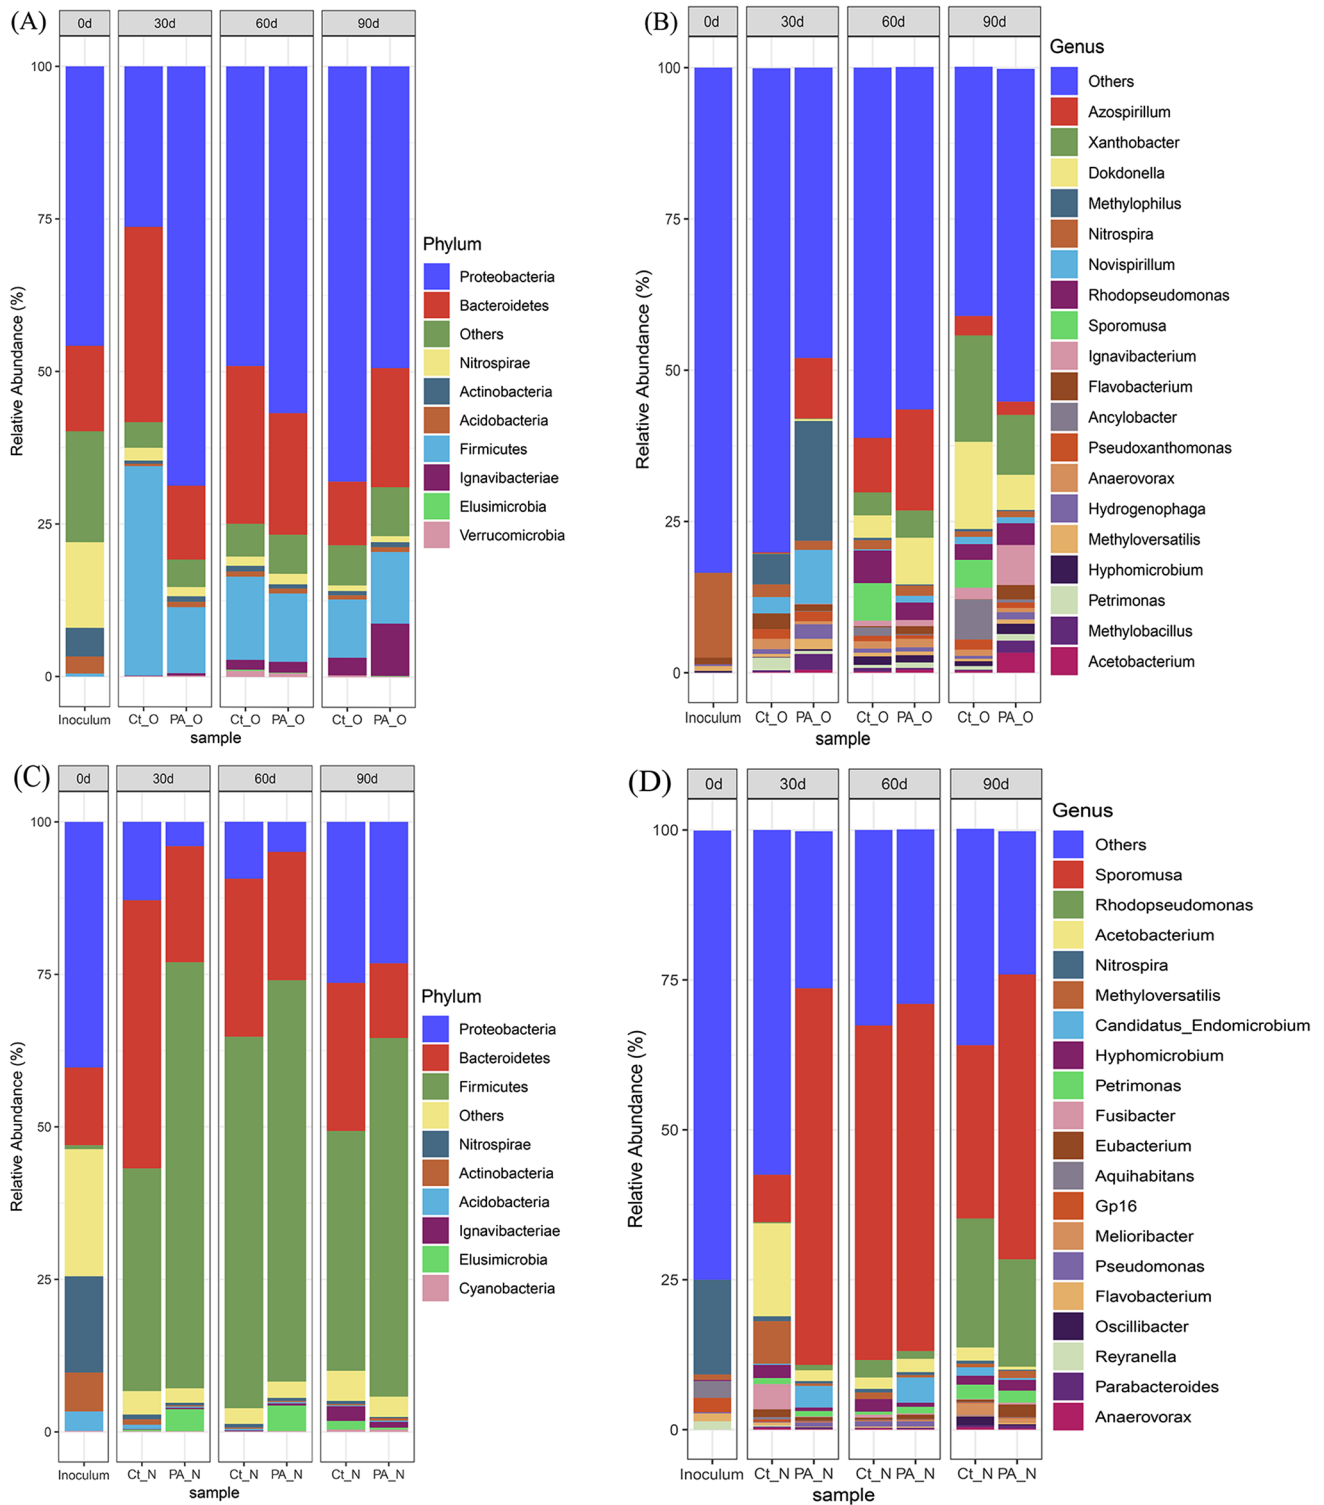 (A)
0d 30d 60d 90d
Relative Abundance (%)
100
75
50
25
0
Inoculum Ct_O PA_O Ct_O PA_O Ct_O PA_O
sample
Phylum
Proteobacteria
Bacteroidetes
Others
Nitrospirae
Actinobacteria
Acidobacteria
Firmicutes
Ignavibacteriae
Elusimicrobia
Verrucomicrobia
(B)
0d 30d 60d 90d
Relative Abundance (%)
100
75
50
25
0
Inoculum Ct_O PA_O Ct_O PA_O Ct_O PA_O
sample
Genus
Others
Azospirillum
Xanthobacter
Dokdonella
Methylophilus
Nitrospira
Novispirillum
Rhodopseudomonas
Sporomusa
Ignavibacterium
Flavobacterium
Ancylobacter
Pseudoxanthomonas
Anaerovorax
Hydrogenophaga
Methyloversatilis
Hyphomicrobium
Petrimonas
Methylobacillus
Acetobacterium
(C)
0d 30d 60d 90d
Relative Abundance (%)
100
75
50
25
0
Inoculum Ct_N PA_N Ct_N PA_N Ct_N PA_N
sample
Phylum
Proteobacteria
Bacteroidetes
Firmicutes
Others
Nitrospirae
Actinobacteria
Acidobacteria
Ignavibacteriae
Elusimicrobia
Cyanobacteria
(D)
0d 30d 60d 90d
Relative Abundance (%)
100
75
50
25
0
Inoculum Ct_N PA_N Ct_N PA_N Ct_N PA_N
sample
Genus
Others
Sporomusa
Rhodopseudomonas
Acetobacterium
Nitrospira
Methyloversatilis
Candidatus_Endomicrobium
Hyphomicrobium
Petrimonas
Fusibacter
Eubacterium
Aquihabitans
Gp16
Melioribacter
Pseudomonas
Flavobacterium
Oscillibacter
Reyranella
Parabacteroides
Anaerovorax